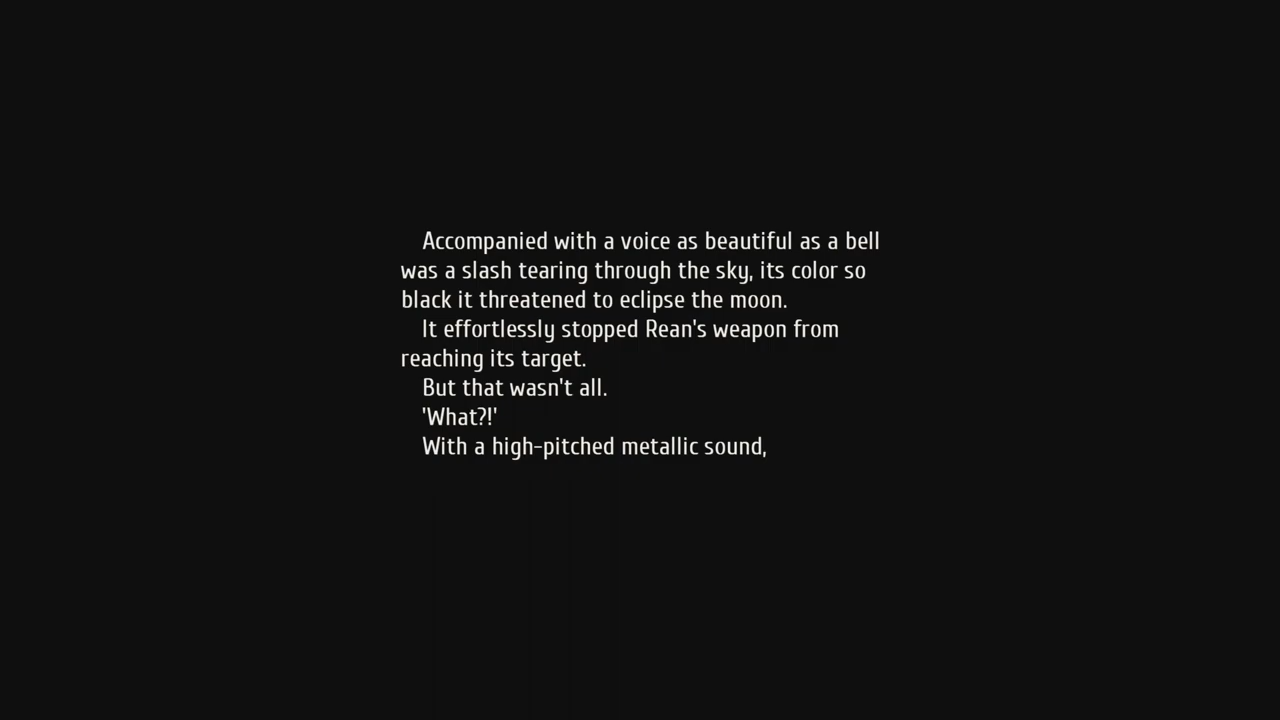 Accompanied with a voice as beautiful as a bell
was a slash tearing through the sky, its color so
black it threatened to eclipse the moon.
It effortlessly stopped Rean's weapon from
reaching its target.
But that wasn't all.
'What?!'
With a high-pitched metallic sound,